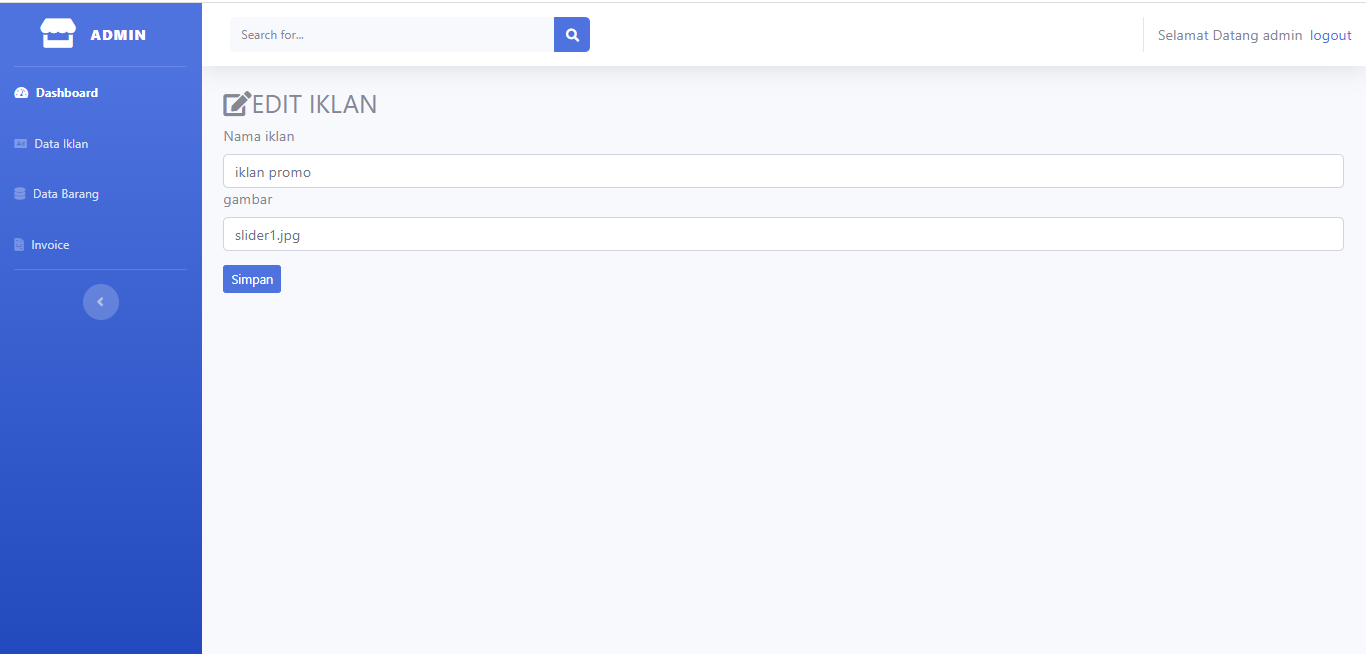 ADMIN
Dashboard
Data Iklan
Data Barang
Invoice
Search for...
Selamat Datang admin logout
EDIT IKLAN
Nama iklan
iklan promo
gambar
slider1.jpg
Simpan